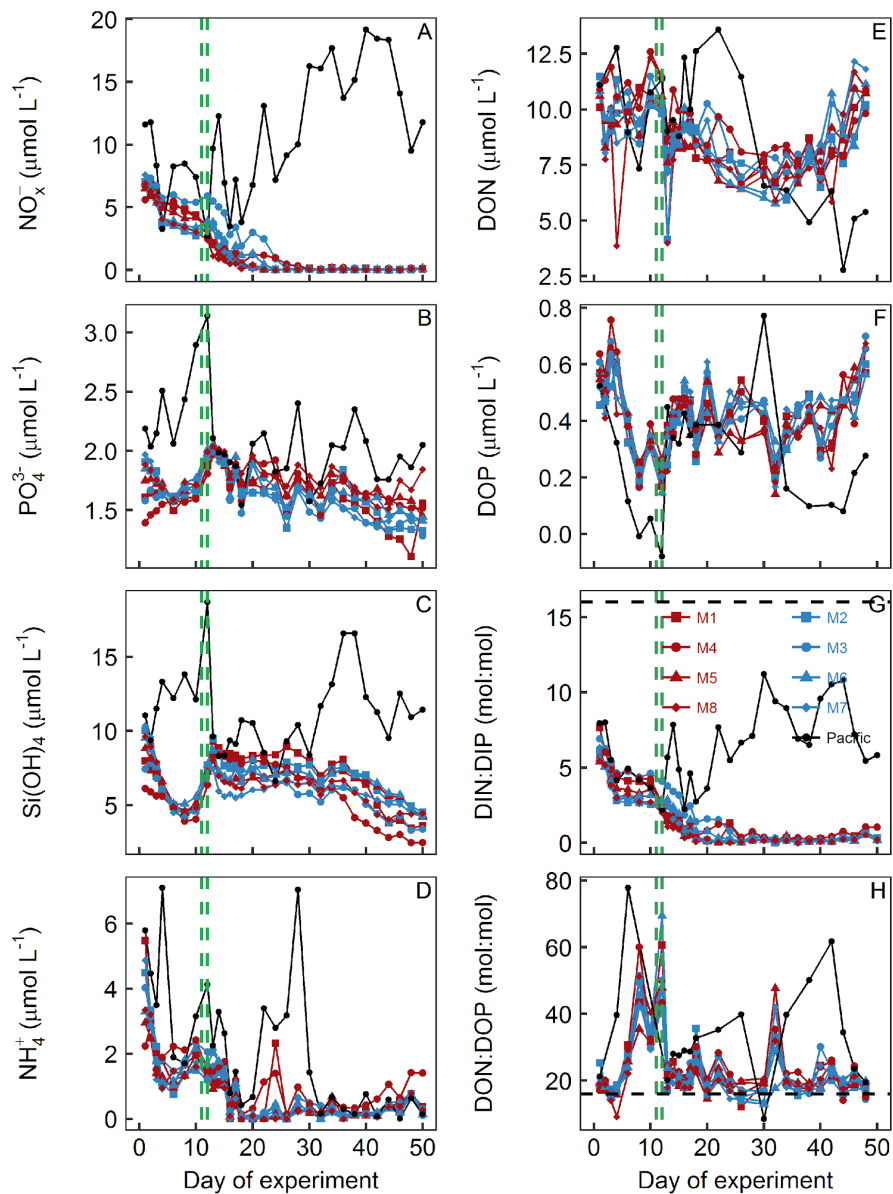 A
NOₓ⁻ (μmol L⁻¹)
20
15
10
5
0
B
PO₄³⁻ (μmol L⁻¹)
3.0
2.5
2.0
1.5
C
Si(OH)₄ (μmol L⁻¹)
15
10
5
D
NH₄⁺ (μmol L⁻¹)
6
4
2
0
0 10 20 30 40 50
Day of experiment
E
DON (μmol L⁻¹)
12.5
10.0
7.5
5.0
2.5
F
DOP (μmol L⁻¹)
0.8
0.6
0.4
0.2
0.0
G
DIN:DIP (mol:mol)
15
10
5
0
M1 M2
M4 M3
M5 M6
M8 M7
Pacific
H
DON:DOP (mol:mol)
80
60
40
20
0 10 20 30 40 50
Day of experiment